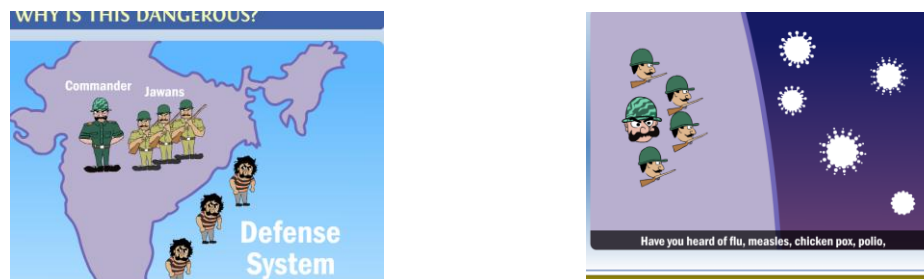 WHY IS THIS DANGEROUS?
Commander
Jawans
Defense
System
Have you heard of flu, measles, chicken pox, polio,